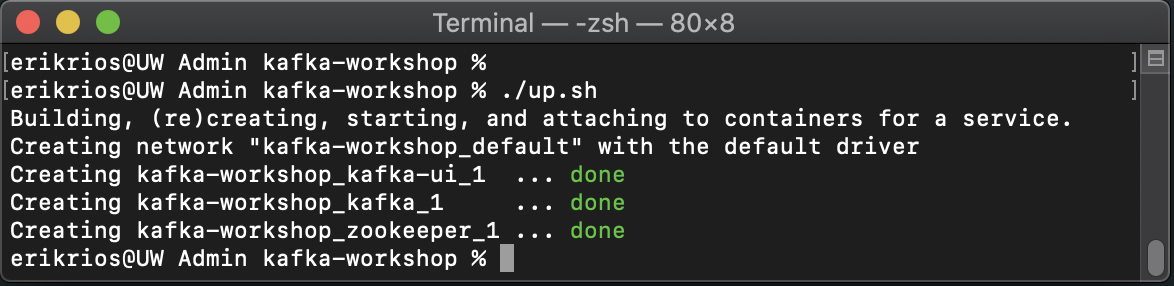 Terminal — -zsh — 80×8
[erikrios@UW Admin kafka-workshop % ]
[erikrios@UW Admin kafka-workshop % ./up.sh ]
Building, (re)creating, starting, and attaching to containers for a service.
Creating network "kafka-workshop_default" with the default driver
Creating kafka-workshop_kafka-ui_1  ... done
Creating kafka-workshop_kafka_1     ... done
Creating kafka-workshop_zookeeper_1 ... done
erikrios@UW Admin kafka-workshop %